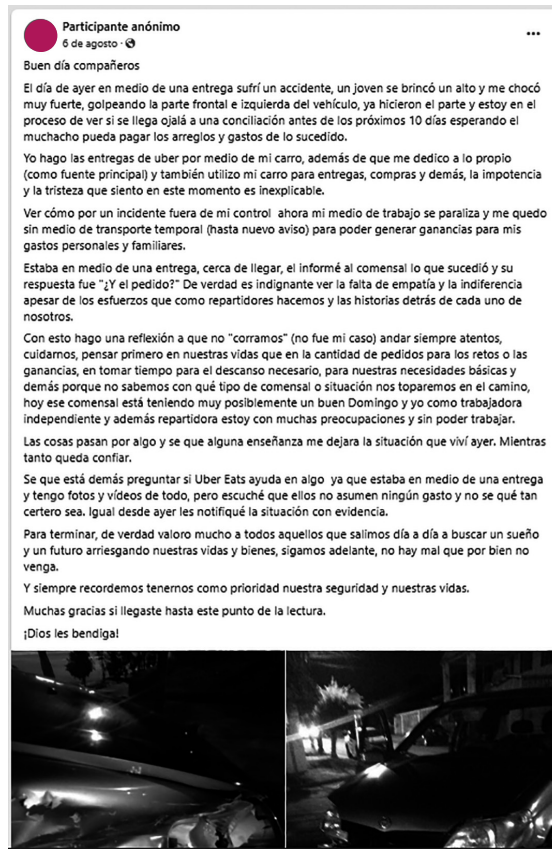 Participante anónimo
6 de agosto ·
Buen día compañeros
El día de ayer en medio de una entrega sufrí un accidente, un joven se brincó un alto y me chocó
muy fuerte, golpeando la parte frontal e izquierda del vehículo, ya hicieron el parte y estoy en el
proceso de ver si se llega ojalá a una conciliación antes de los próximos 10 días esperando el
muchacho pueda pagar los arreglos y gastos de lo sucedido.
Yo hago las entregas de uber por medio de mi carro, además de que me dedico a lo propio
(como fuente principal) y también utilizo mi carro para entregas, compras y demás, la impotencia
y la tristeza que siento en este momento es inexplicable.
Ver cómo por un incidente fuera de mi control ahora mi medio de trabajo se paraliza y me quedo
sin medio de transporte temporal (hasta nuevo aviso) para poder generar ganancias para mis
gastos personales y familiares.
Estaba en medio de una entrega, cerca de llegar, el informé al comensal lo que sucedió y su
respuesta fue "¿Y el pedido?" De verdad es indignante ver la falta de empatía y la indiferencia
apesar de los esfuerzos que como repartidores hacemos y las historias detrás de cada uno de
nosotros.
Con esto hago una reflexión a que no "corramos" (no fue mi caso) andar siempre atentos,
cuidarnos, pensar primero en nuestras vidas que en la cantidad de pedidos para los retos o las
ganancias, en tomar tiempo para el descanso necesario, para nuestras necesidades básicas y
demás porque no sabemos con qué tipo de comensal o situación nos toparemos en el camino,
hoy ese comensal está teniendo muy posiblemente un buen Domingo y yo como trabajadora
independiente y además repartidora estoy con muchas preocupaciones y sin poder trabajar.
Las cosas pasan por algo y se que alguna enseñanza me dejara la situación que viví ayer. Mientras
tanto queda confiar.
Se que está demás preguntar si Uber Eats ayuda en algo ya que estaba en medio de una entrega
y tengo fotos y vídeos de todo, pero escuché que ellos no asumen ningún gasto y no se qué tan
certero sea. Igual desde ayer les notifiqué la situación con evidencia.
Para terminar, de verdad valoro mucho a todos aquellos que salimos día a día a buscar un sueño
y un futuro arriesgando nuestras vidas y bienes, sigamos adelante, no hay mal que por bien no
venga.
Y siempre recordemos tenernos como prioridad nuestra seguridad y nuestras vidas.
Muchas gracias si llegaste hasta este punto de la lectura.
¡Dios les bendiga!